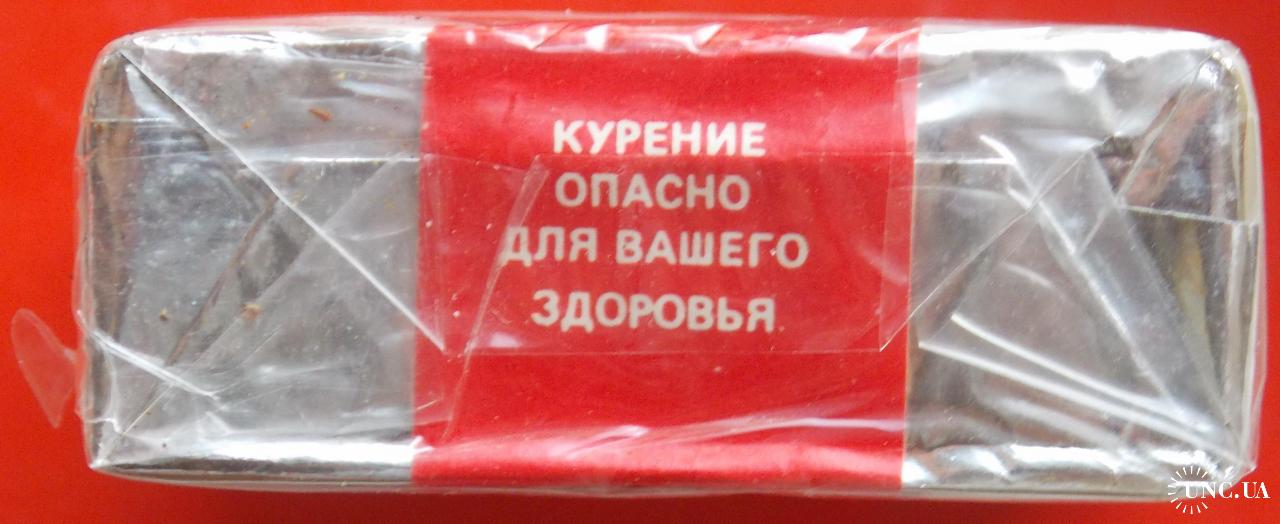 КУРЕНИЕ
ОПАСНО
ДЛЯ ВАШЕГО
ЗДОРОВЬЯ
UNC.UA